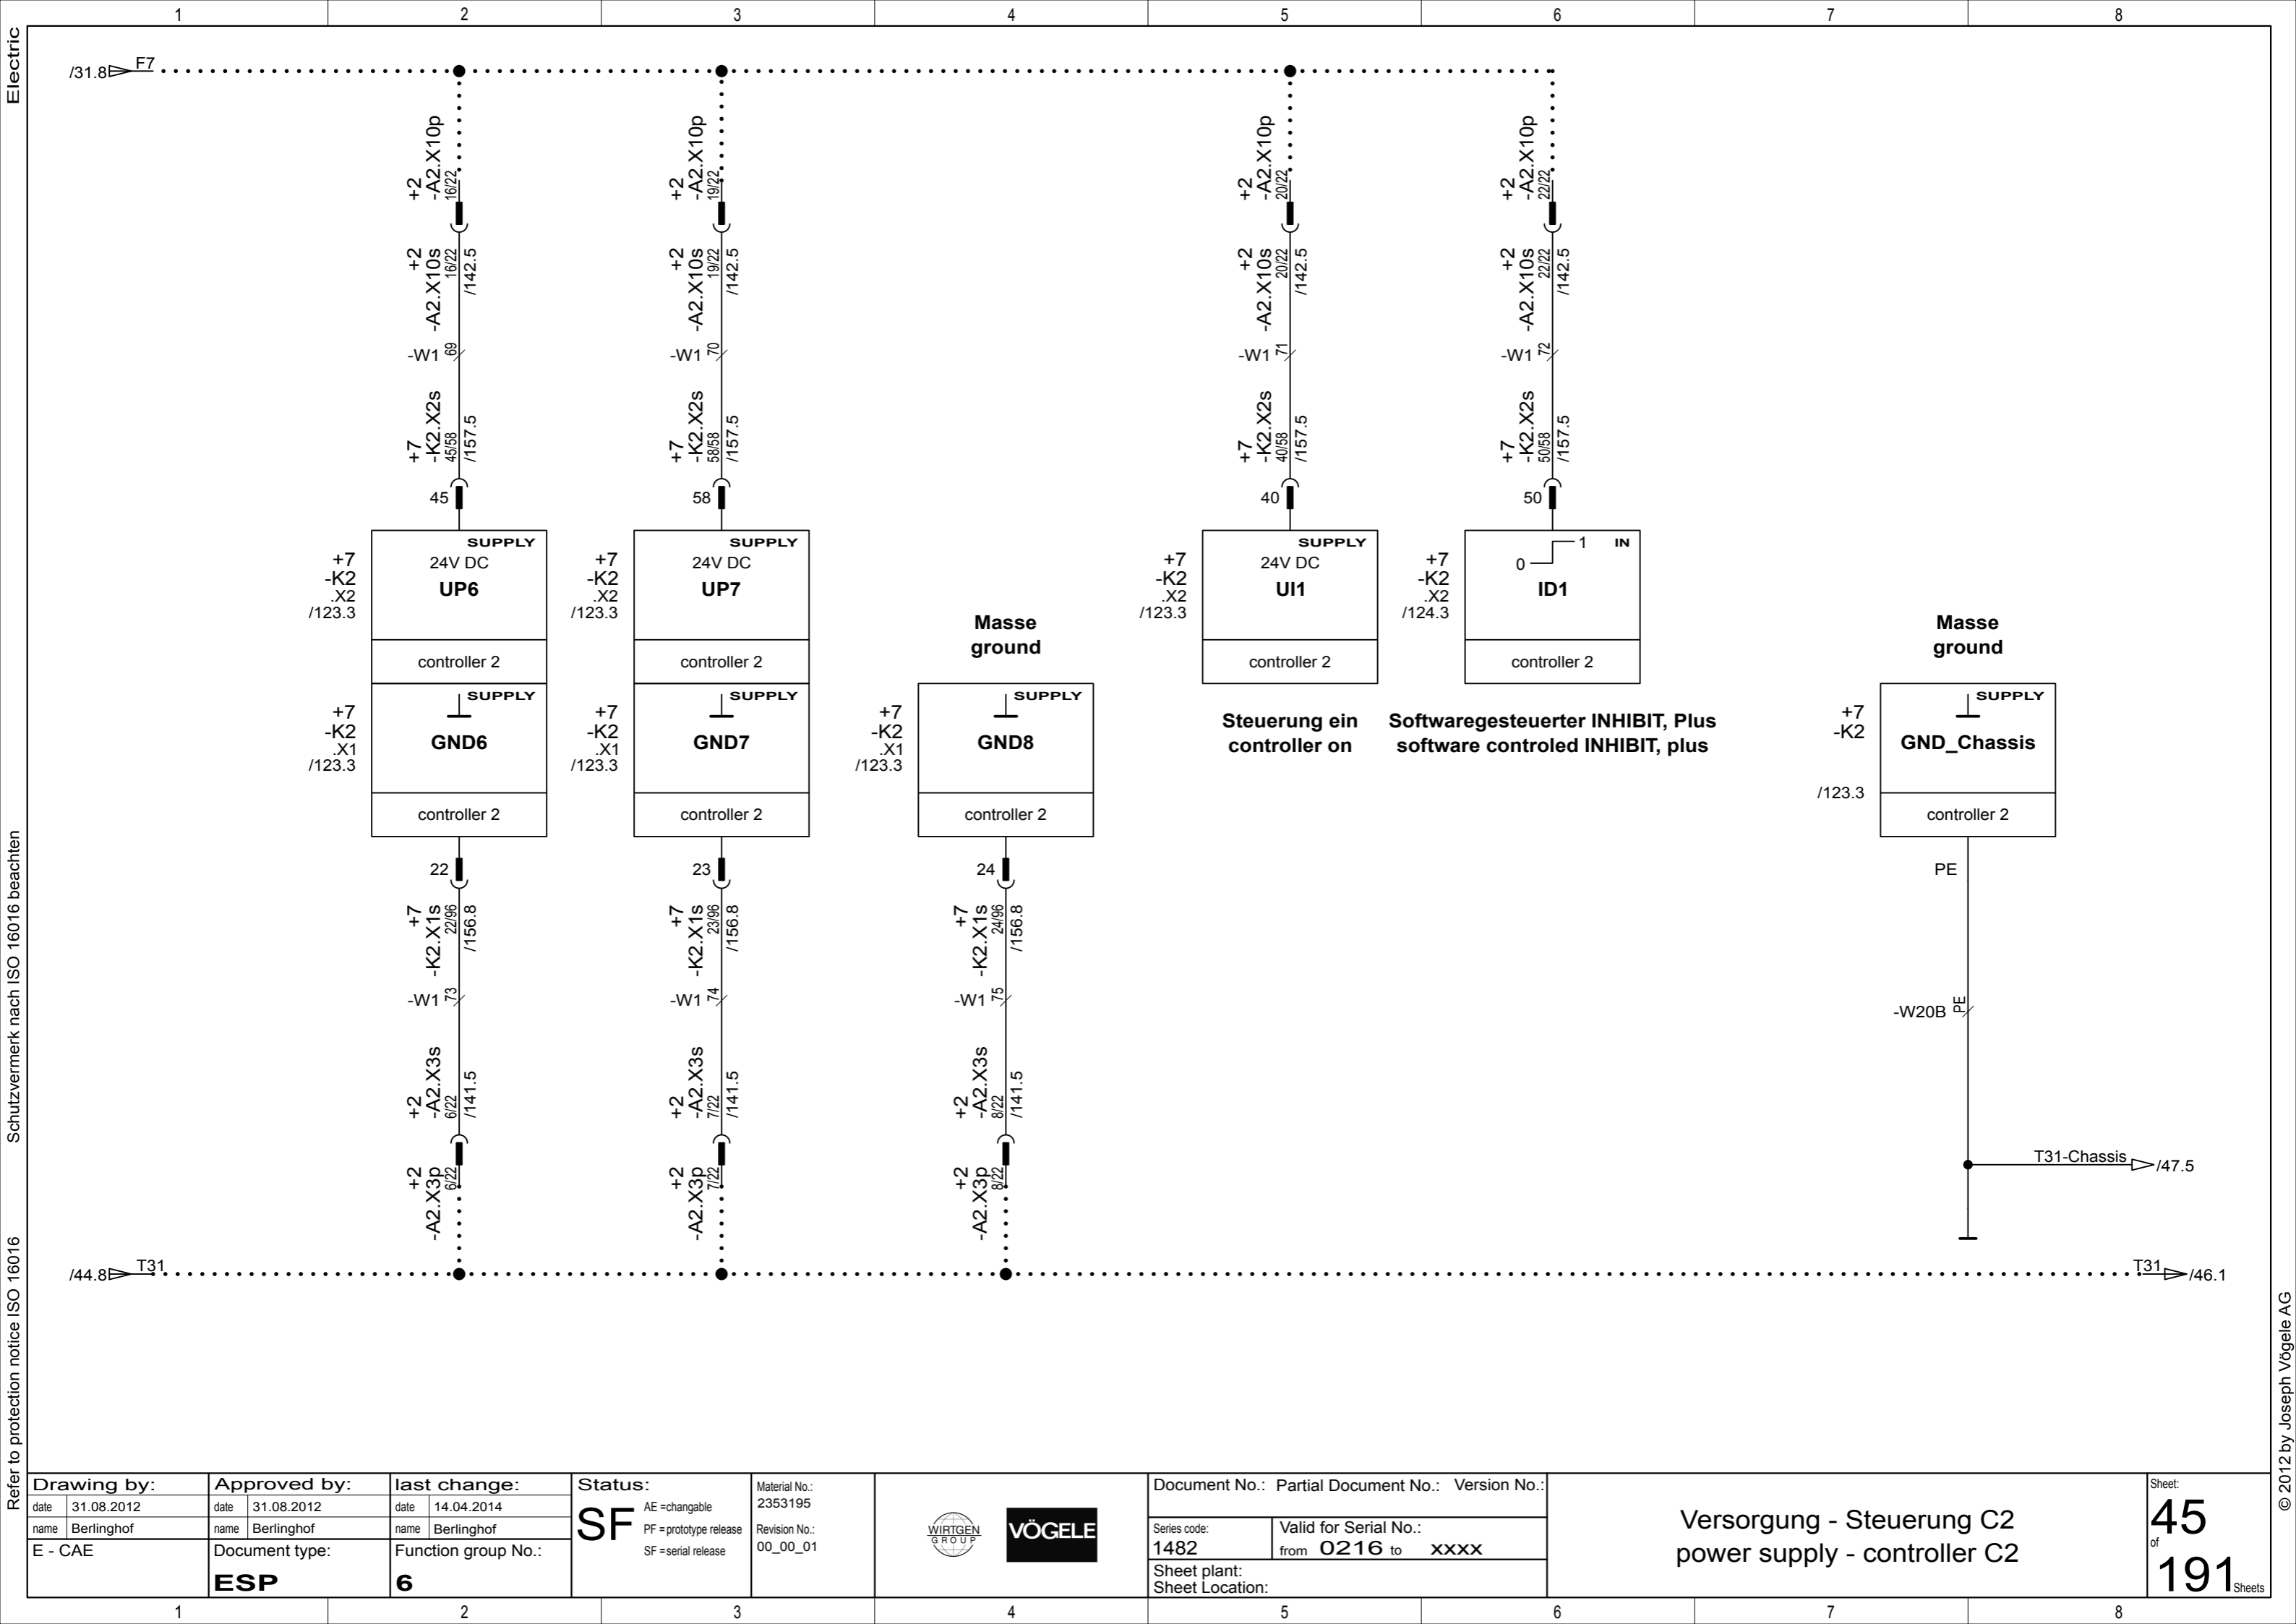 1 2 3 4 5 6 7 8
Electric
Schutzvermerk nach ISO 16016 beachten
Refer to protection notice ISO 16016
© 2012 by Joseph Vögele AG
/31.8 F7
+2 -A2.X10p 16/22
+2 -A2.X10s 16/22 /142.5
-W1 69
+7 -K2.X2s 45/58 /157.5
45
+7 -K2 .X2 /123.3
SUPPLY
24V DC
UP6
controller 2
+7 -K2 .X1 /123.3
SUPPLY
GND6
controller 2
22
+7 -K2.X1s 22/96 /156.8
-W1 73
+2 -A2.X3s 6/22 /141.5
+2 -A2.X3p 6/22
+2 -A2.X10p 19/22
+2 -A2.X10s 19/22 /142.5
-W1 70
+7 -K2.X2s 58/58 /157.5
58
+7 -K2 .X2 /123.3
SUPPLY
24V DC
UP7
controller 2
+7 -K2 .X1 /123.3
SUPPLY
GND7
controller 2
23
+7 -K2.X1s 23/96 /156.8
-W1 74
+2 -A2.X3s 7/22 /141.5
+2 -A2.X3p 7/22
Masse
ground
+7 -K2 .X1 /123.3
SUPPLY
GND8
controller 2
24
+7 -K2.X1s 24/96 /156.8
-W1 75
+2 -A2.X3s 8/22 /141.5
+2 -A2.X3p 8/22
+2 -A2.X10p 20/22
+2 -A2.X10s 20/22 /142.5
-W1 71
+7 -K2.X2s 40/58 /157.5
40
+7 -K2 .X2 /123.3
SUPPLY
24V DC
UI1
controller 2
Steuerung ein
controller on
+2 -A2.X10p 22/22
+2 -A2.X10s 22/22 /142.5
-W1 72
+7 -K2.X2s 50/58 /157.5
50
+7 -K2 .X2 /124.3
0 1 IN
ID1
controller 2
Softwaregesteuerter INHIBIT, Plus
software controled INHIBIT, plus
Masse
ground
+7 -K2 /123.3
SUPPLY
GND_Chassis
controller 2
PE
-W20B PE
T31-Chassis /47.5
/44.8 T31
T31 /46.1
Drawing by:
date 31.08.2012
name Berlinghof
E - CAE
Approved by:
date 31.08.2012
name Berlinghof
Document type:
ESP
last change:
date 14.04.2014
name Berlinghof
Function group No.:
6
Status:
SF
AE =changable
PF =prototype release
SF =serial release
Material No.:
2353195
Revision No.:
00_00_01
WIRTGEN
GROUP
VÖGELE
Document No.: Partial Document No.: Version No.:
Series code:
1482
Valid for Serial No.:
from 0216 to xxxx
Sheet plant:
Sheet Location:
Versorgung - Steuerung C2
power supply - controller C2
Sheet:
45
of
191 Sheets
1 2 3 4 5 6 7 8